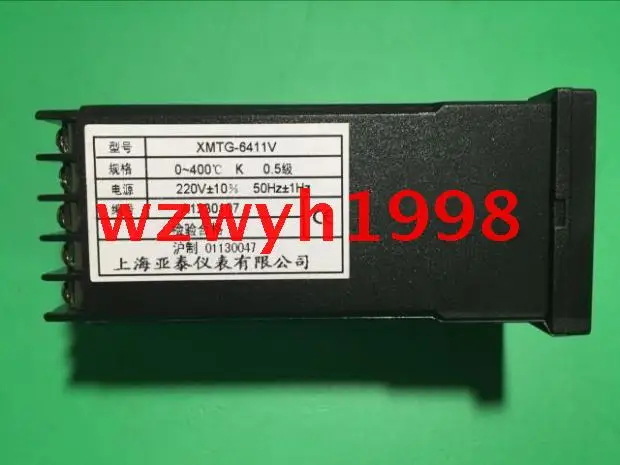 型号 XMTG-6411V
规格 0~400℃ K 0.5级
电源 220V±10% 50Hz±1Hz
wzwyh1998
沪制 01130047
上海亚泰仪表有限公司